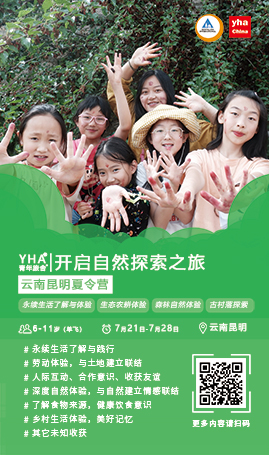 yha
China
YHA
青年旅舍
开启自然探索之旅
云南昆明夏令营
永续生活了解与体验 生态农耕体验 森林自然体验 古村落探索
6-11岁（单飞） 7月21日-7月28日 云南昆明
# 永续生活了解与践行
# 劳动体验，与土地建立联结
# 人际互动、合作意识、收获友谊
# 深度自然体验，与自然建立情感联结
# 了解食物来源，健康饮食意识
# 乡村生活体验，美好记忆
# 其它未知收获
更多内容请扫码